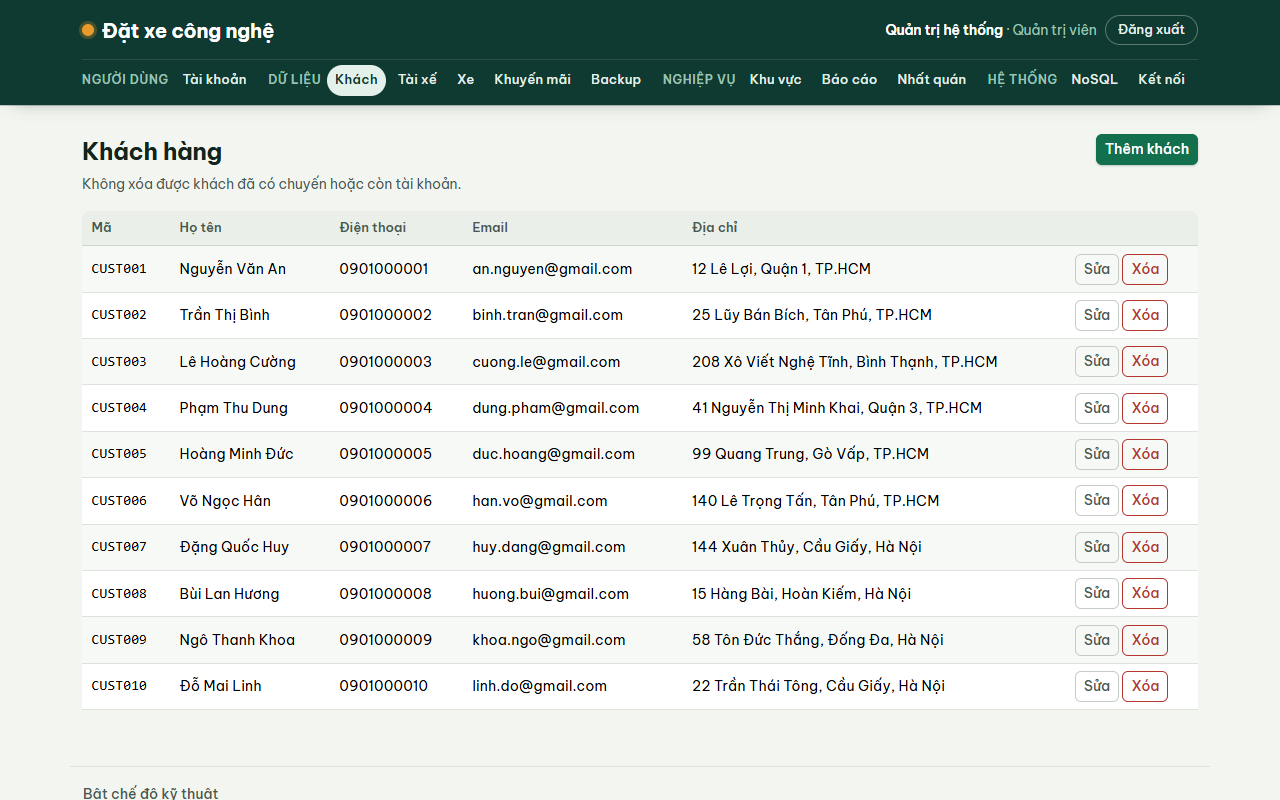 Đặt xe công nghệ
Quản trị hệ thống · Quản trị viên Đăng xuất
NGƯỜI DÙNG Tài khoản DỮ LIỆU Khách Tài xế Xe Khuyến mãi Backup NGHIỆP VỤ Khu vực Báo cáo Nhất quán HỆ THỐNG NoSQL Kết nối
Khách hàng
Thêm khách
Không xóa được khách đã có chuyến hoặc còn tài khoản.
Mã Họ tên Điện thoại Email Địa chỉ
CUST001 Nguyễn Văn An 0901000001 an.nguyen@gmail.com 12 Lê Lợi, Quận 1, TP.HCM Sửa Xóa
CUST002 Trần Thị Bình 0901000002 binh.tran@gmail.com 25 Lũy Bán Bích, Tân Phú, TP.HCM Sửa Xóa
CUST003 Lê Hoàng Cường 0901000003 cuong.le@gmail.com 208 Xô Viết Nghệ Tĩnh, Bình Thạnh, TP.HCM Sửa Xóa
CUST004 Phạm Thu Dung 0901000004 dung.pham@gmail.com 41 Nguyễn Thị Minh Khai, Quận 3, TP.HCM Sửa Xóa
CUST005 Hoàng Minh Đức 0901000005 duc.hoang@gmail.com 99 Quang Trung, Gò Vấp, TP.HCM Sửa Xóa
CUST006 Võ Ngọc Hân 0901000006 han.vo@gmail.com 140 Lê Trọng Tấn, Tân Phú, TP.HCM Sửa Xóa
CUST007 Đặng Quốc Huy 0901000007 huy.dang@gmail.com 144 Xuân Thủy, Cầu Giấy, Hà Nội Sửa Xóa
CUST008 Bùi Lan Hương 0901000008 huong.bui@gmail.com 15 Hàng Bài, Hoàn Kiếm, Hà Nội Sửa Xóa
CUST009 Ngô Thanh Khoa 0901000009 khoa.ngo@gmail.com 58 Tôn Đức Thắng, Đống Đa, Hà Nội Sửa Xóa
CUST010 Đỗ Mai Linh 0901000010 linh.do@gmail.com 22 Trần Thái Tông, Cầu Giấy, Hà Nội Sửa Xóa
Bật chế độ kỹ thuật